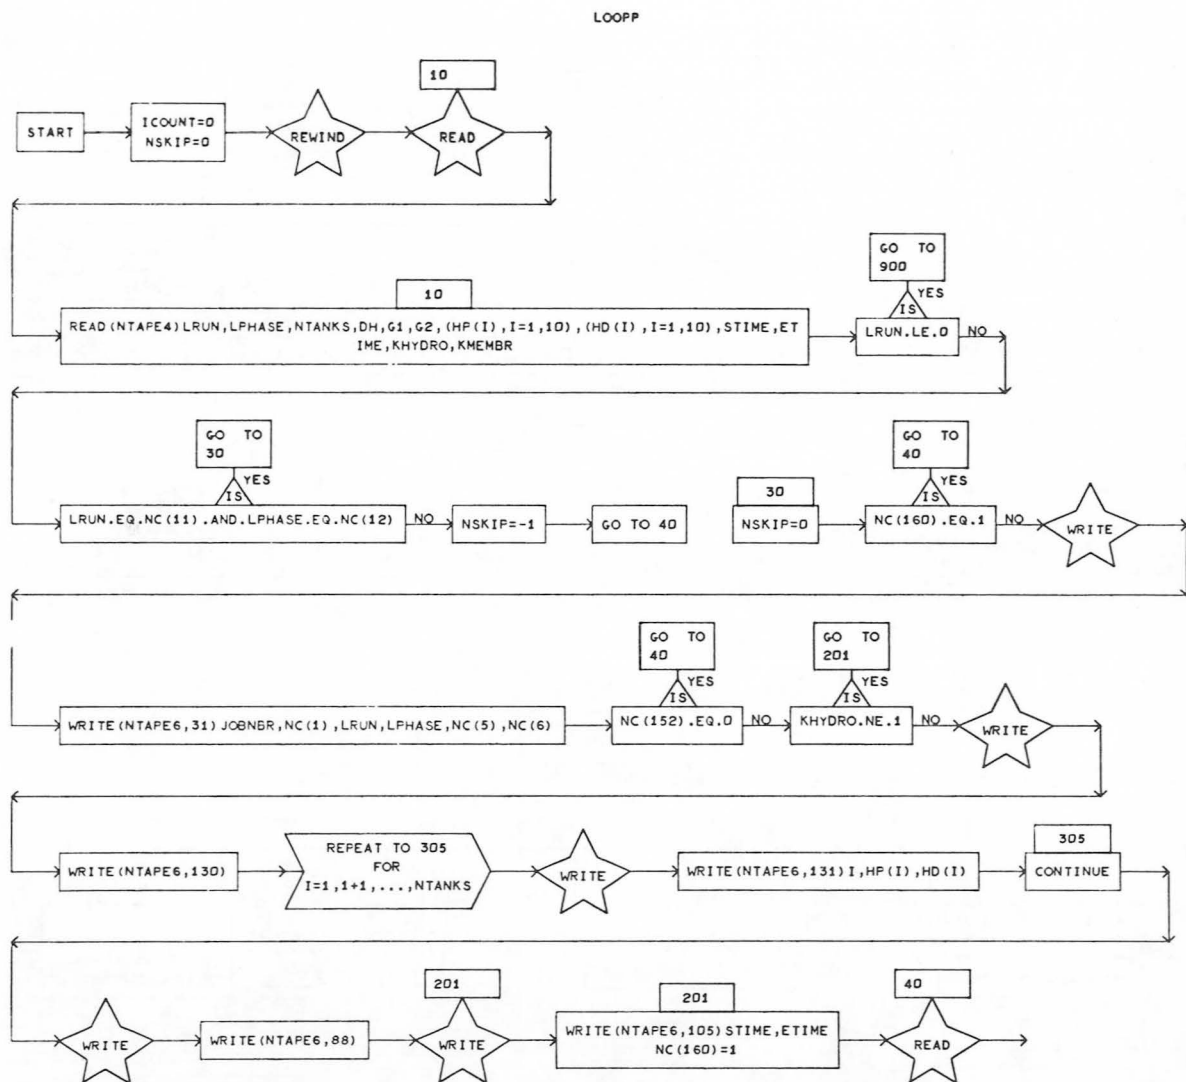 LOOPP
10
START
ICOUNT=0
NSKIP=0
REWIND
READ
GO TO
900
YES
IS
10
READ(NTAPE4)LRUN,LPHASE,NTANKS,DH,G1,G2,(HP(I),I=1,10),(HD(I),I=1,10),STIME,ET
IME,KHYDRO,KMEMBR
LRUN.LE.0
NO
GO TO
30
YES
IS
LRUN.EQ.NC(11).AND.LPHASE.EQ.NC(12)
NO
NSKIP=-1
GO TO 40
30
NSKIP=0
GO TO
40
YES
IS
NC(160).EQ.1
NO
WRITE
WRITE(NTAPE6,31)JOBNBR,NC(1),LRUN,LPHASE,NC(5),NC(6)
GO TO
40
YES
IS
NC(152).EQ.0
NO
GO TO
201
YES
IS
KHYDRO.NE.1
NO
WRITE
WRITE(NTAPE6,130)
REPEAT TO 305
FOR
I=1,1+1,...,NTANKS
WRITE
WRITE(NTAPE6,131)I,HP(I),HD(I)
305
CONTINUE
WRITE
WRITE(NTAPE6,88)
201
WRITE
201
WRITE(NTAPE6,105)STIME,ETIME
NC(160)=1
40
READ